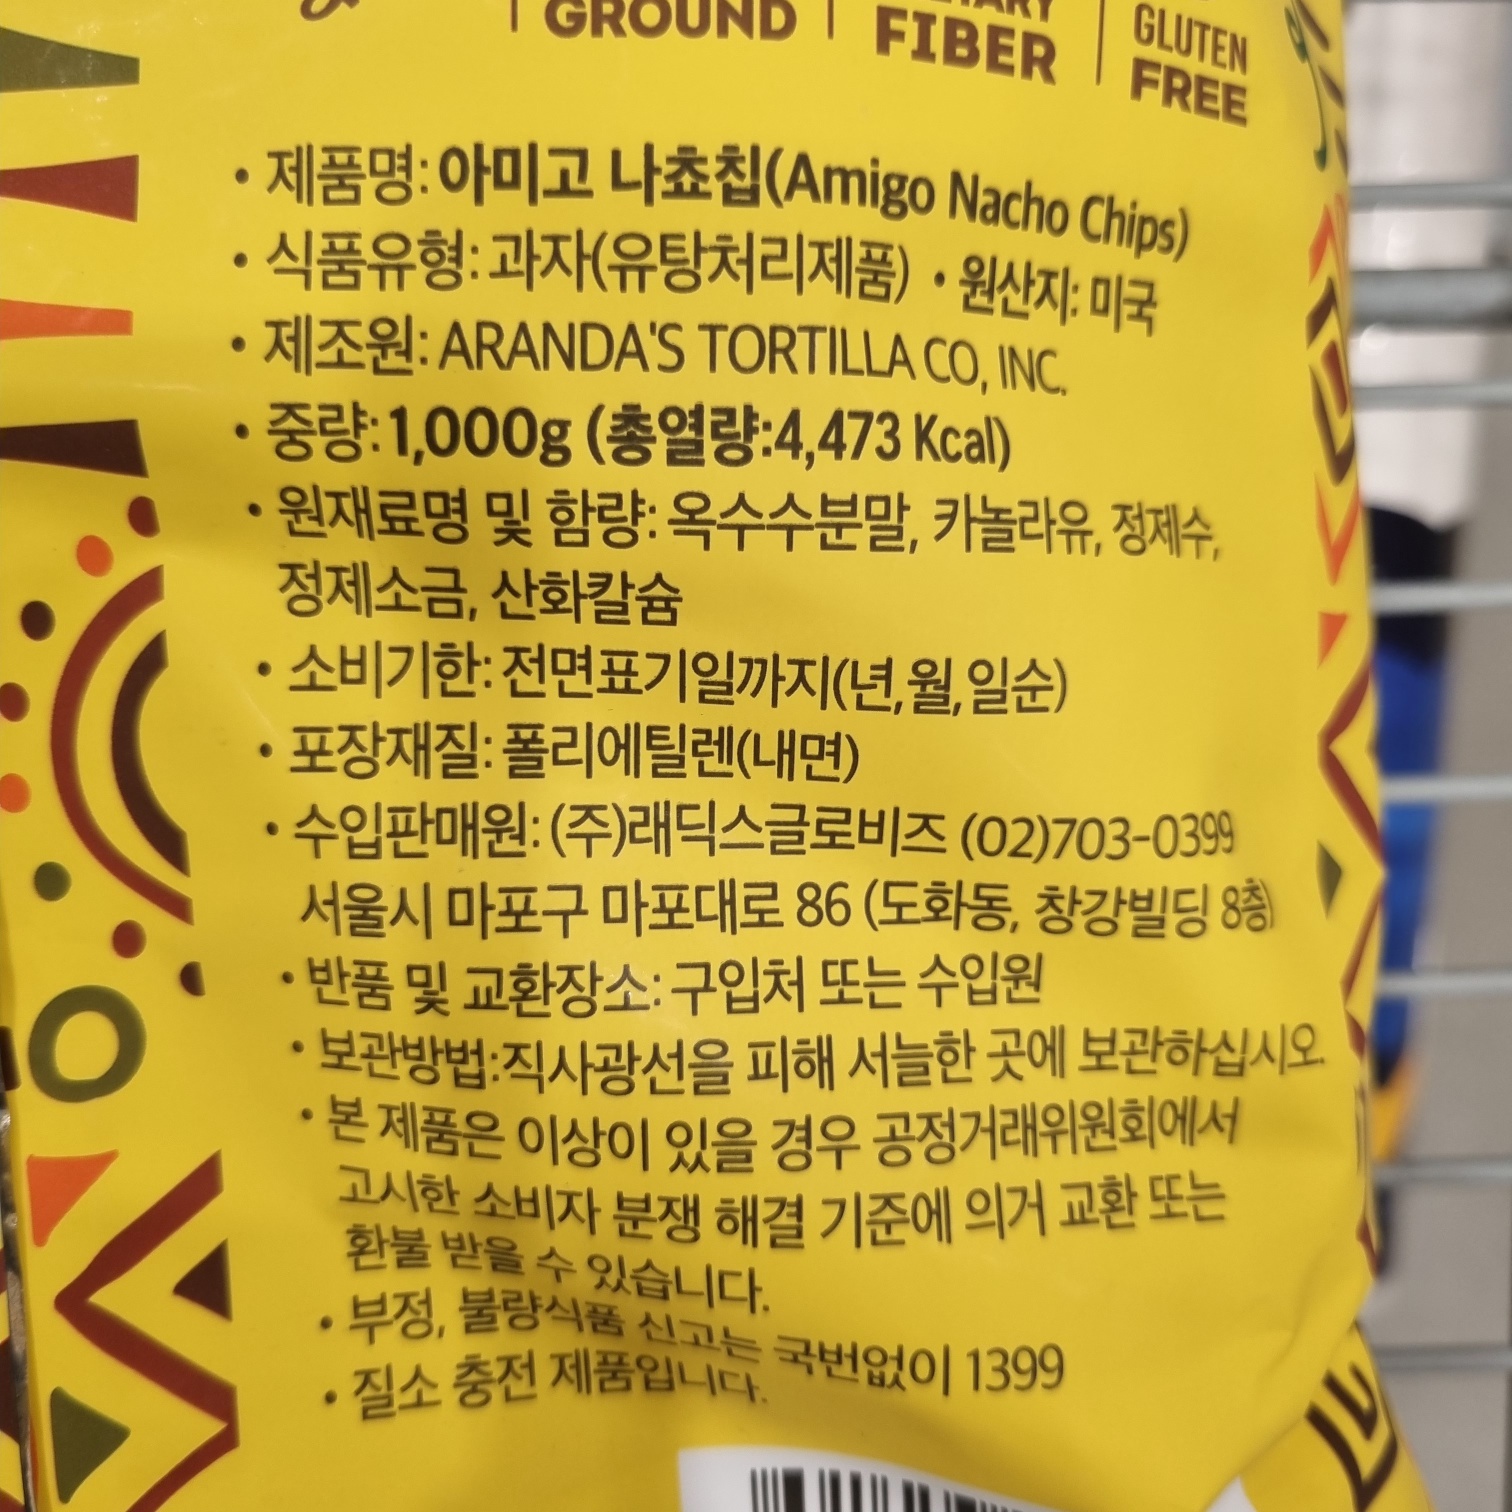 GROUND
FIBER
GLUTEN
FREE
• 제품명: 아미고 나쵸칩(Amigo Nacho Chips)
• 식품유형: 과자(유탕처리제품) • 원산지: 미국
• 제조원: ARANDA'S TORTILLA CO, INC.
• 중량: 1,000g (총열량:4,473 Kcal)
• 원재료명 및 함량: 옥수수분말, 카놀라유, 정제수,
정제소금, 산화칼슘
• 소비기한: 전면표기일까지(년,월,일순)
• 포장재질: 폴리에틸렌(내면)
• 수입판매원: (주)래딕스글로비즈 (02)703-0399
서울시 마포구 마포대로 86 (도화동, 창강빌딩 8층)
• 반품 및 교환장소: 구입처 또는 수입원
• 보관방법:직사광선을 피해 서늘한 곳에 보관하십시오
• 본 제품은 이상이 있을 경우 공정거래위원회에서
고시한 소비자 분쟁 해결 기준에 의거 교환 또는
환불 받을 수 있습니다.
• 부정, 불량식품 신고는 국번없이 1399
• 질소 충전 제품입니다.